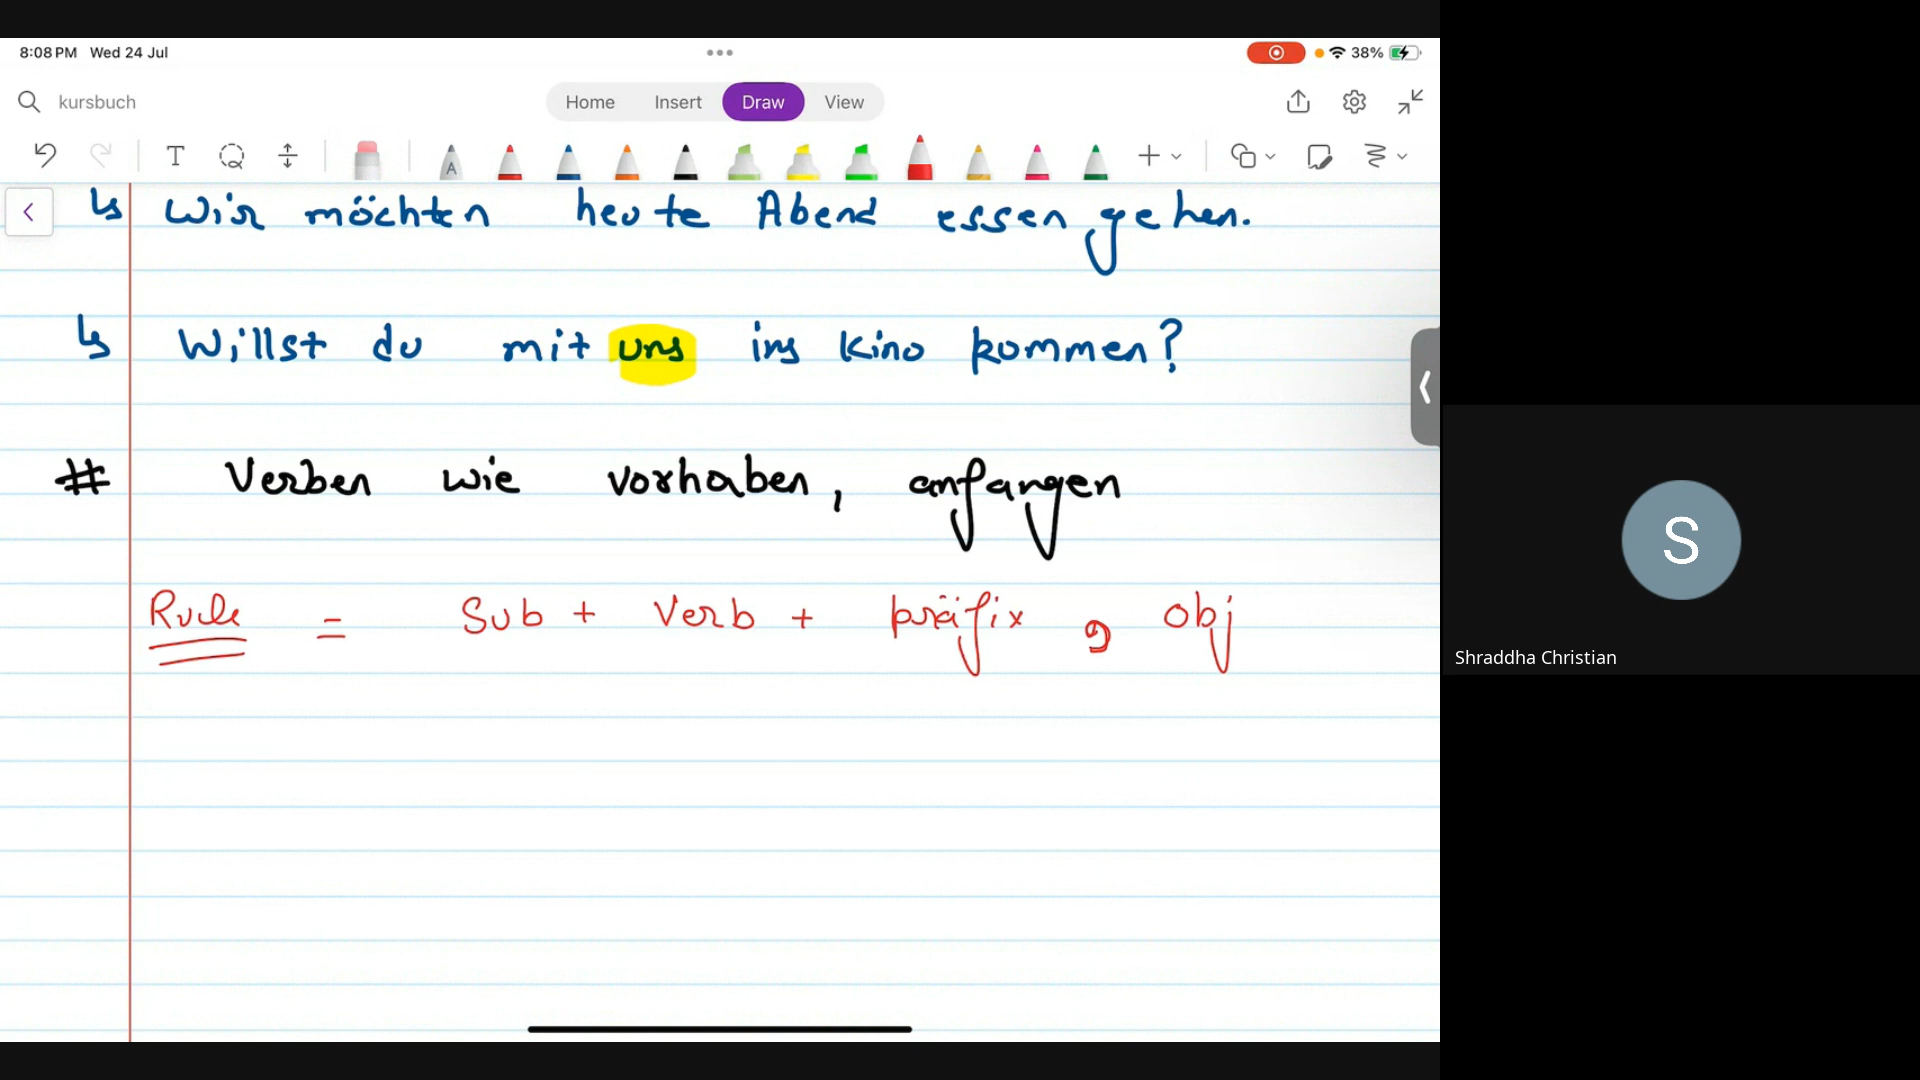 8:08 PM Wed 24 Jul
38%
kursbuch
Home Insert Draw View
T A
↳ Wir möchten heute Abend essen gehen.
↳ Willst du mit uns ins Kino kommen?
# Verben wie vorhaben, anfangen
Rule = Sub + Verb + präfix , obj
S
Shraddha Christian